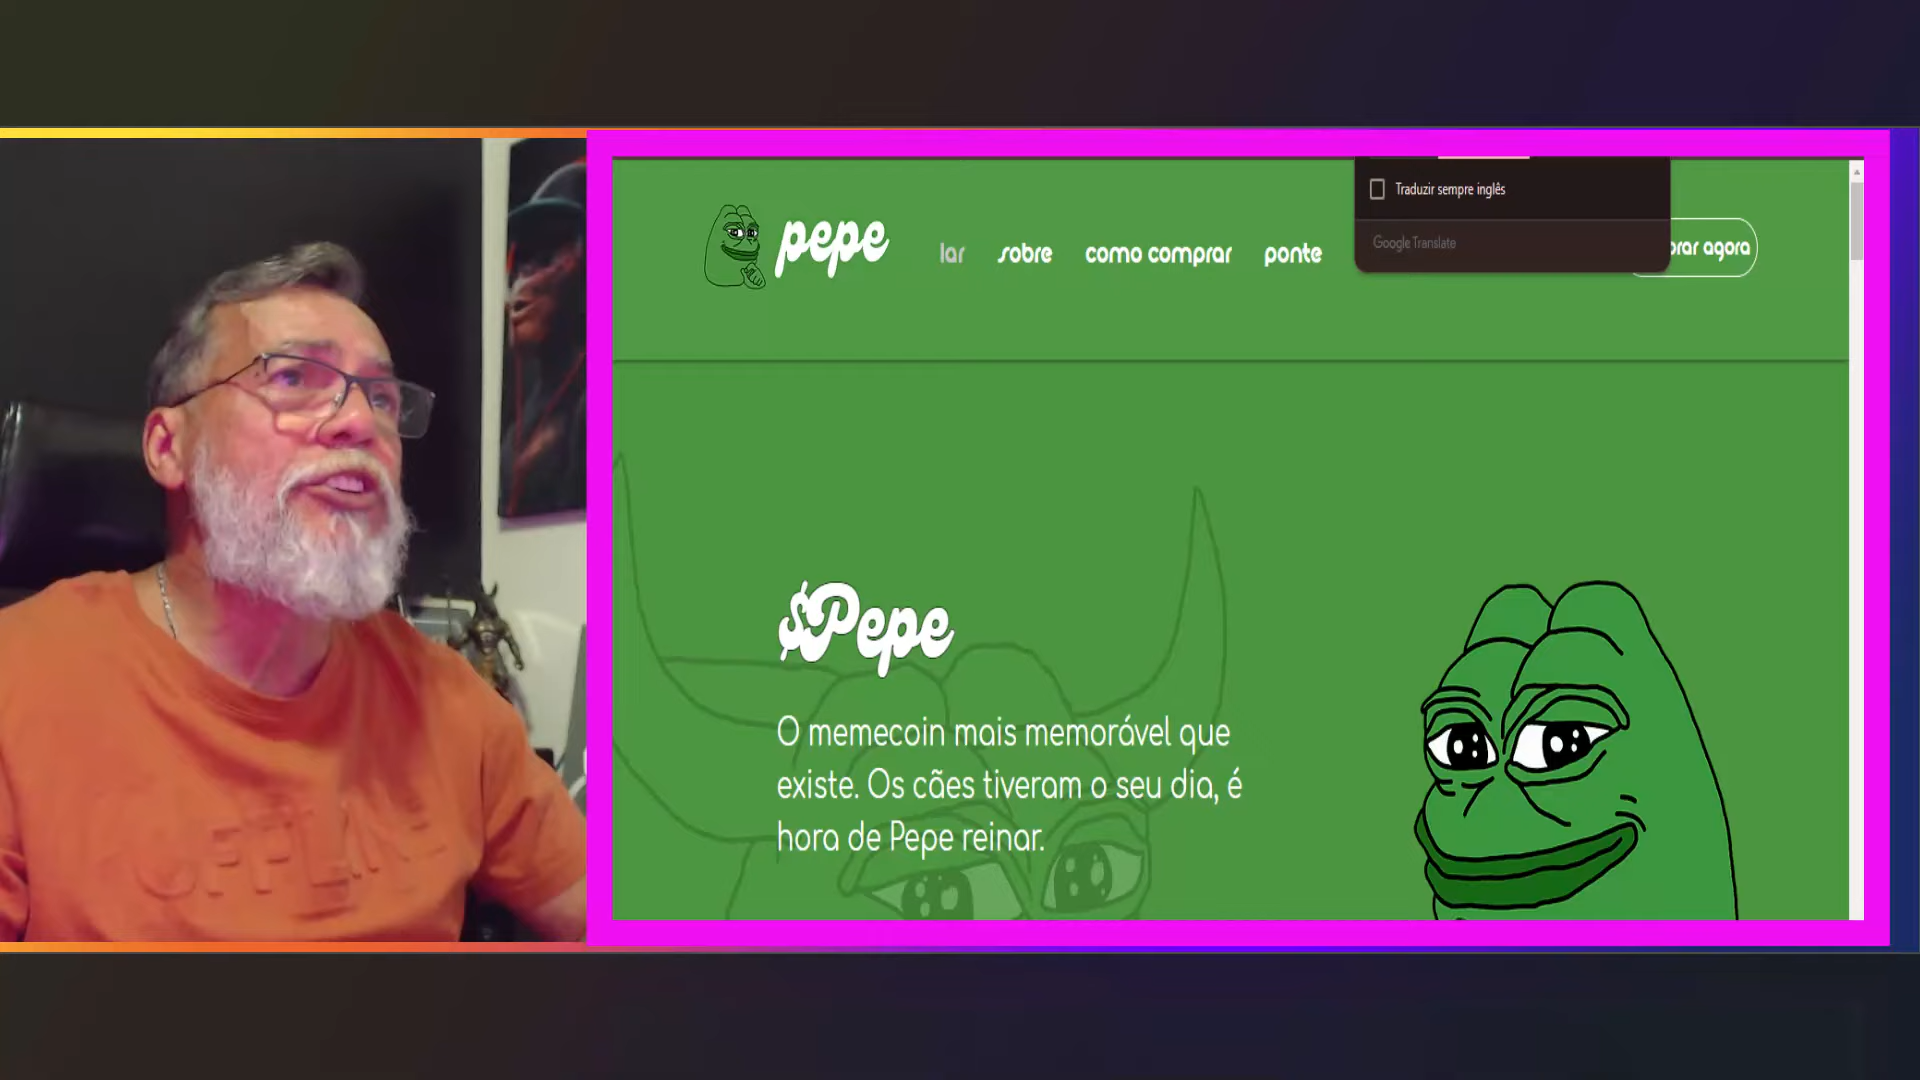 pepe
lar
sobre
como comprar
ponte
Traduzir sempre inglês
Google Translate
agora
$Pepe
O memecoin mais memorável que
existe. Os cães tiveram o seu dia, é
hora de Pepe reinar.